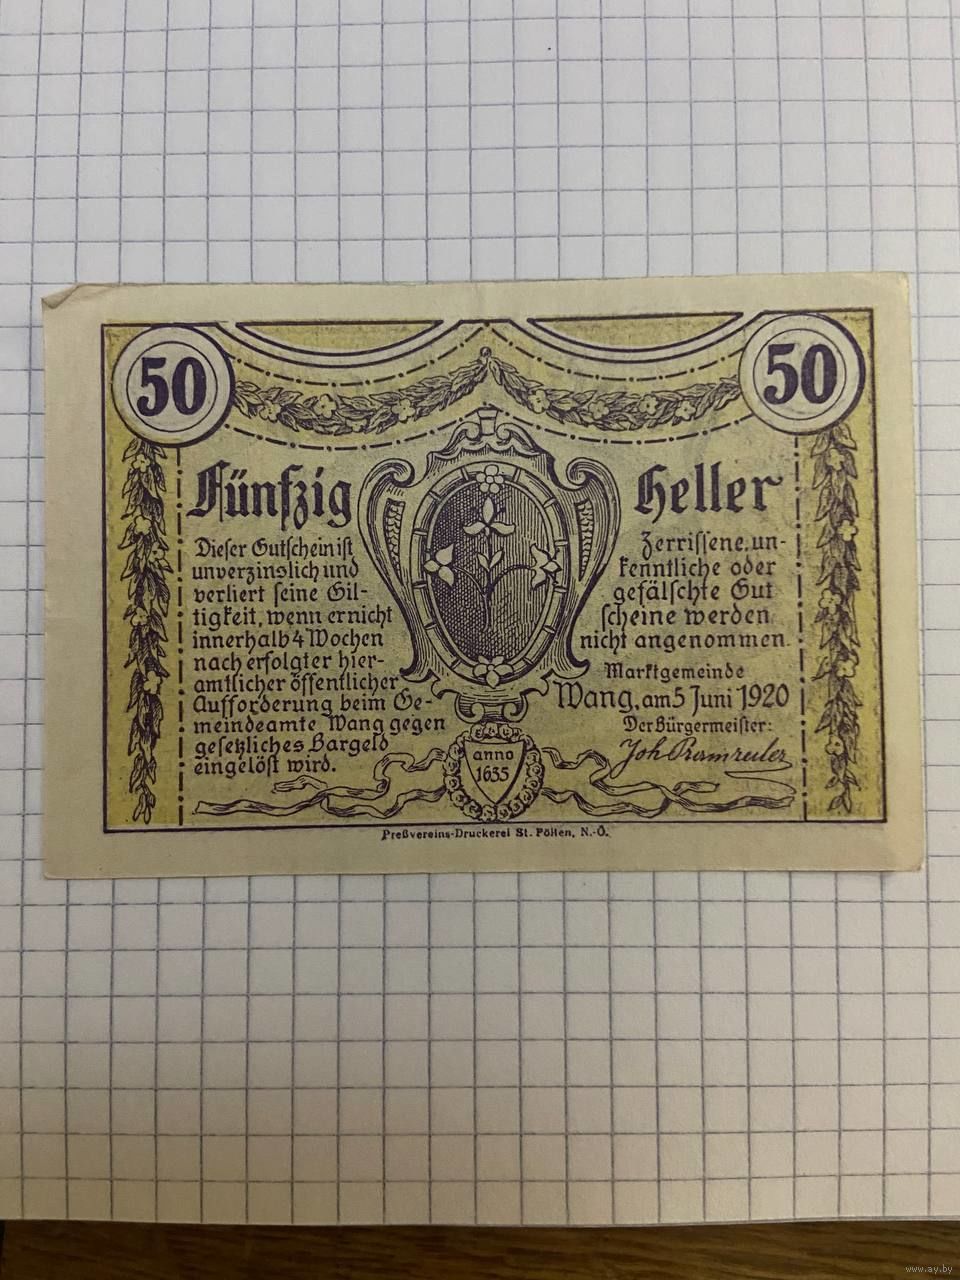 50
50
Fünfzig
Heller
Dieser Gutschein ist
unverzinslich und
verliert seine Gil-
tigkeit, wenn er nicht
innerhalb 4 Wochen
nach erfolgter hier-
amtlicher öffentlicher
Aufforderung beim Ge-
meindeamte Wang gegen
gesetzliches Bargeld
eingelöst wird.
Zerrissene, un-
kenntliche oder
gefälschte Gut
scheine werden
nicht angenommen.
Marktgemeinde
Wang, am 5 Juni 1920
Der Bürgermeister:
Joh
anno
1635
Preßvereins-Druckerei St. Pölten, N.-Ö.
www.ay.by